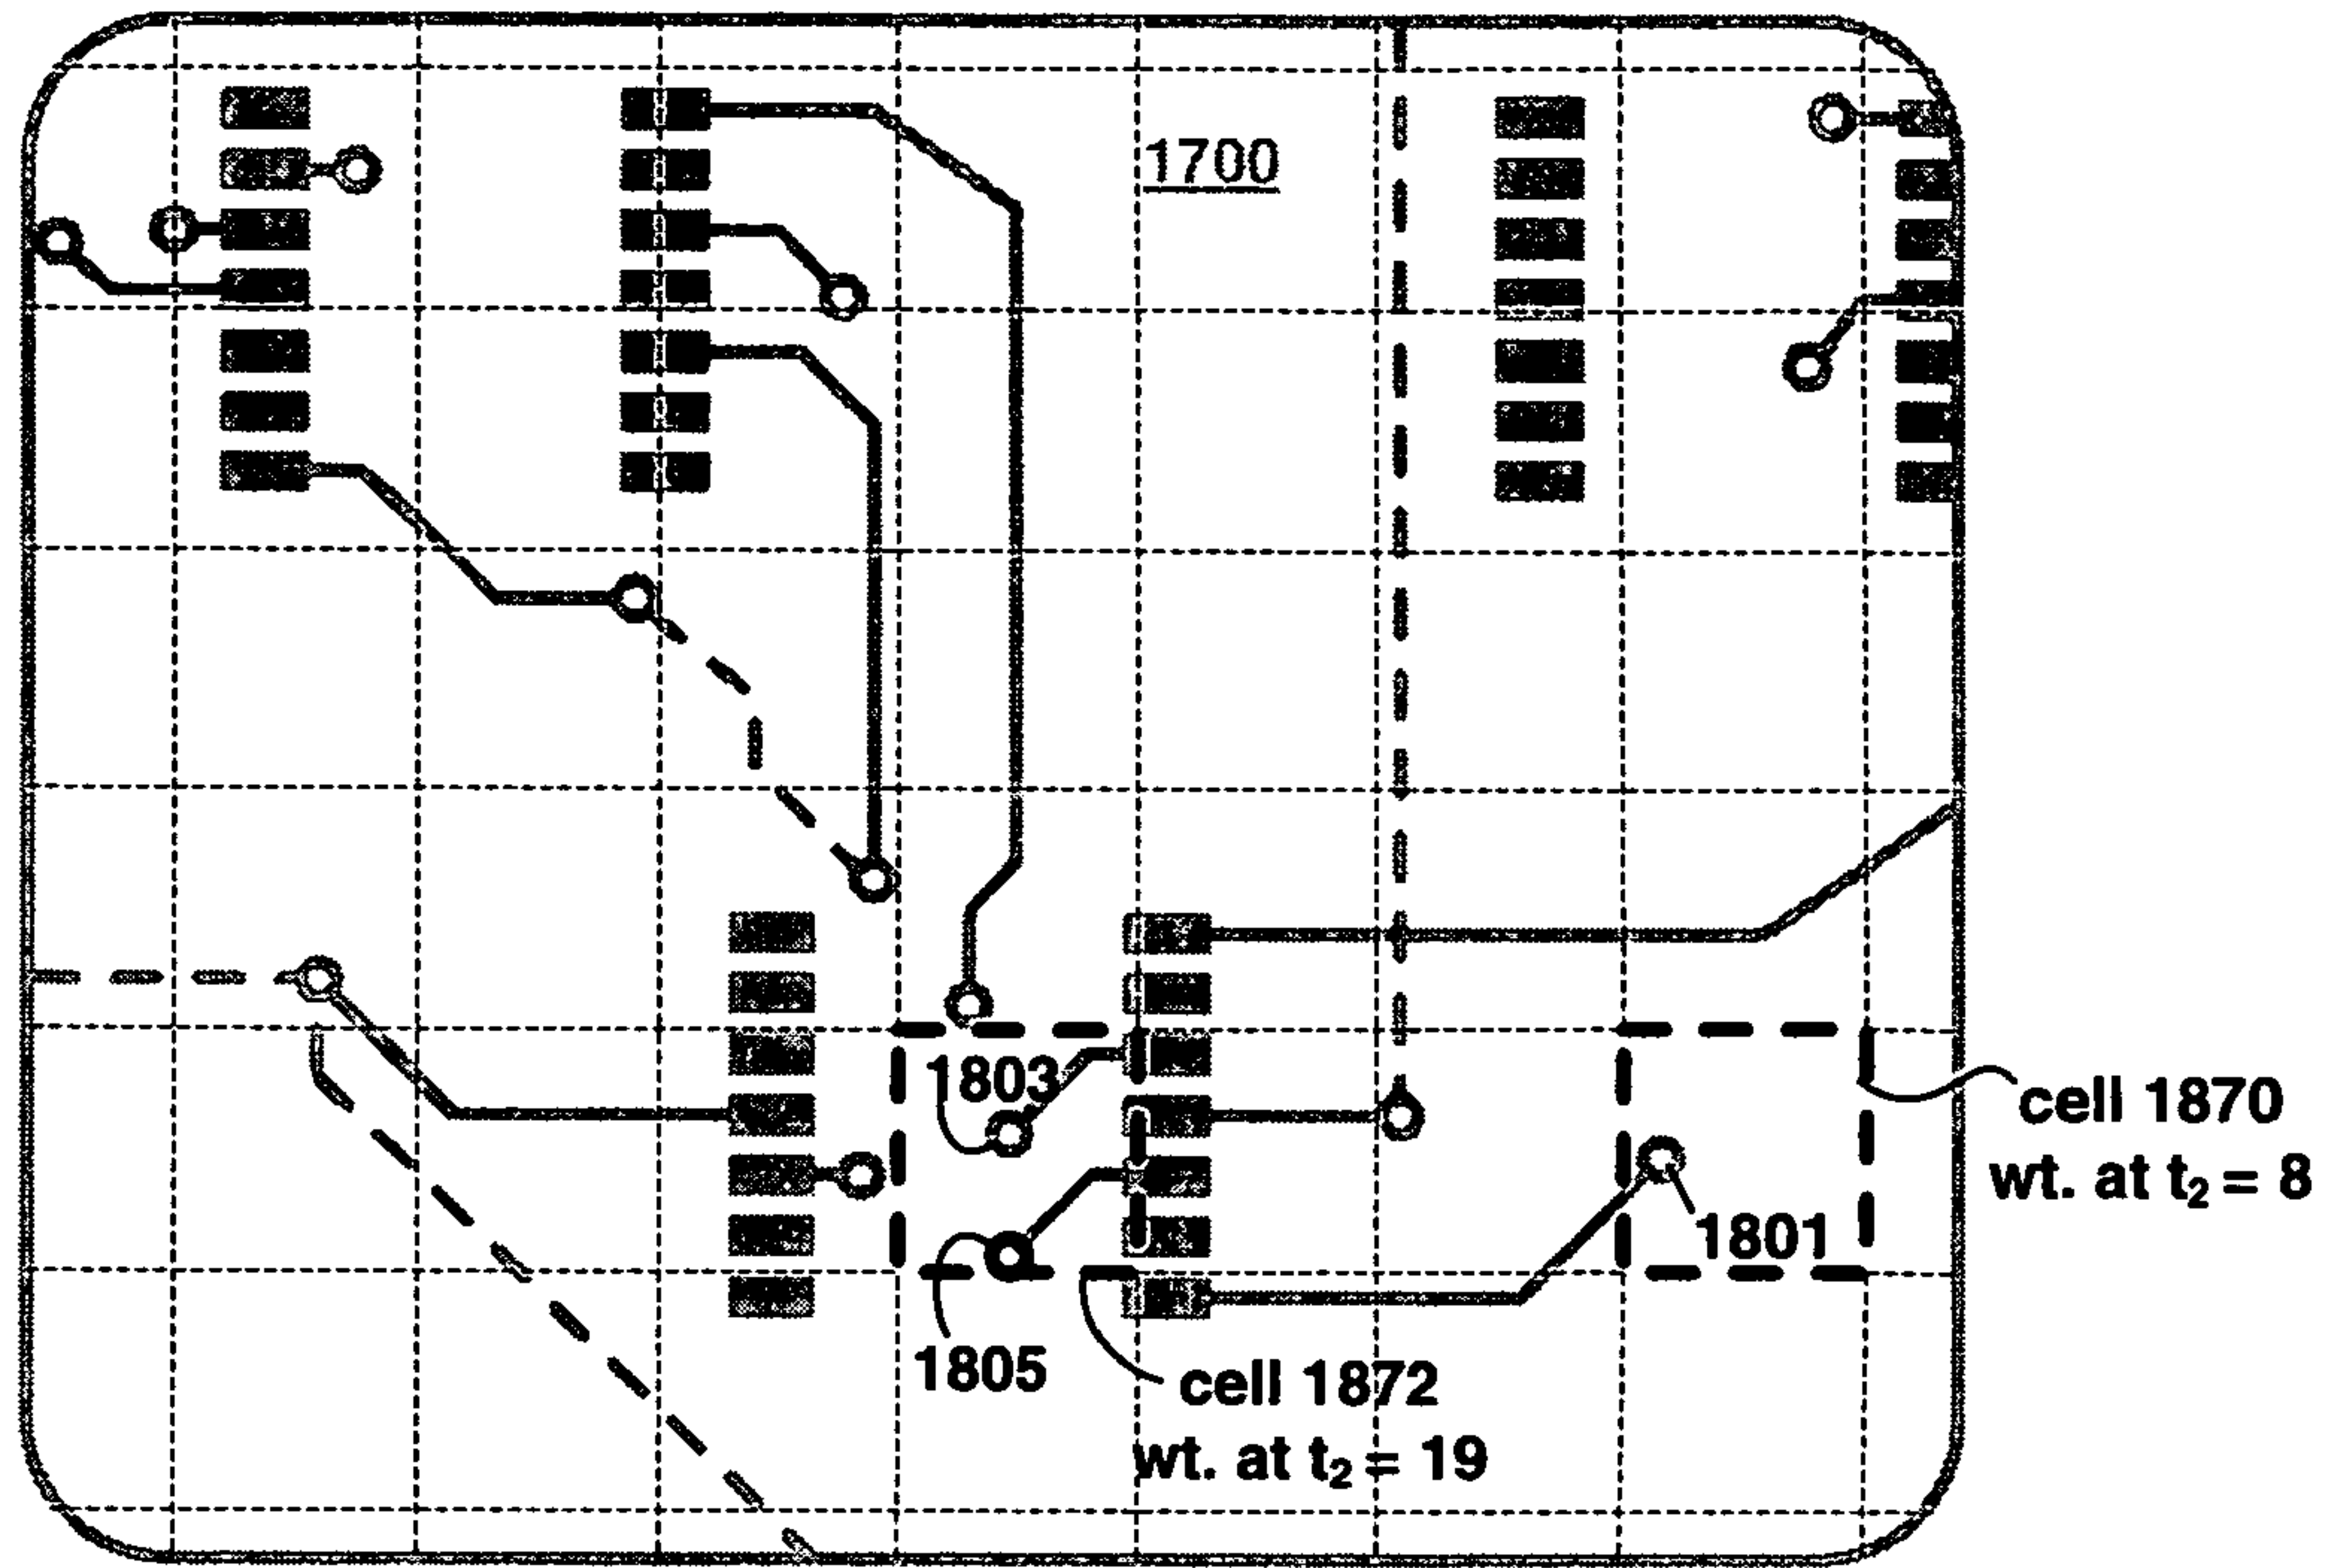 1700
1803
cell 1870
wt. at t₂ = 8
1801
1805
cell 1872
wt. at t₂ = 19